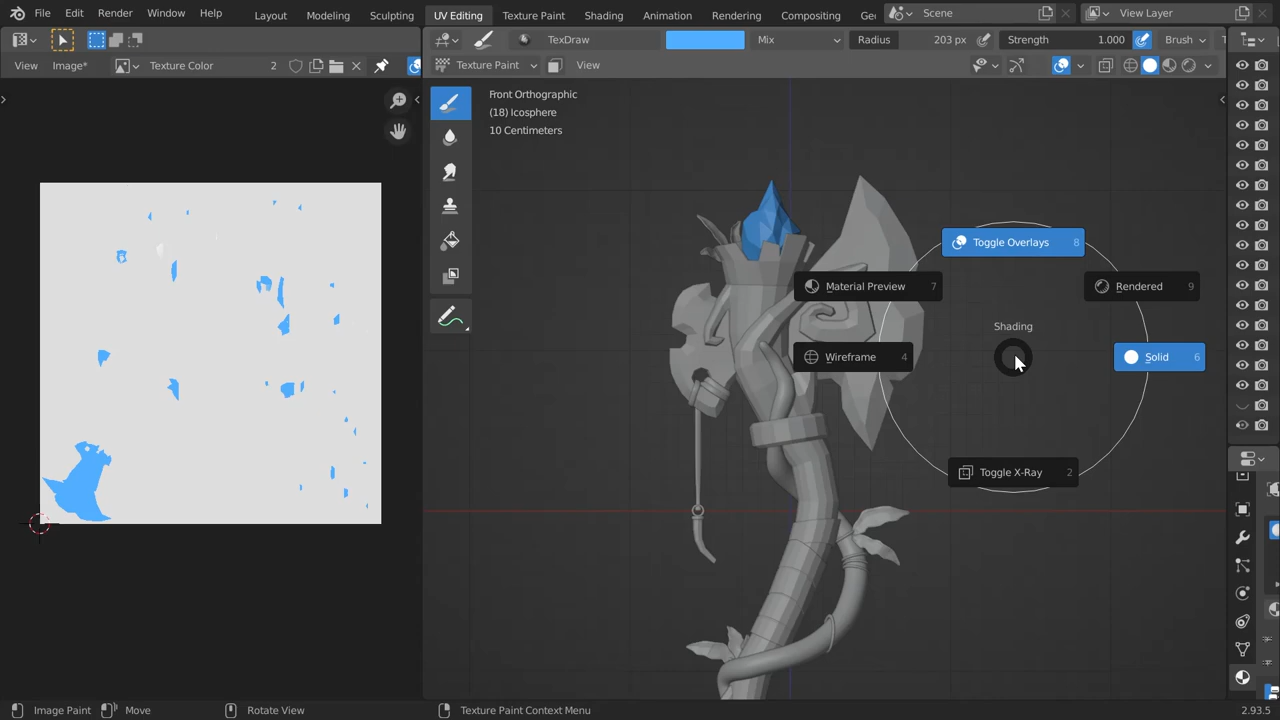 File Edit Render Window Help Layout Modeling Sculpting UV Editing Texture Paint Shading Animation Rendering Compositing Scene View Layer
TexDraw Mix Radius 203 px Strength 1.000 Brush
View Image* Texture Color 2 Texture Paint View
Front Orthographic
(18) Icosphere
10 Centimeters
Toggle Overlays 8
Material Preview 7
Rendered 9
Shading
Wireframe 4
Solid 6
Toggle X-Ray 2
Image Paint Move Rotate View Texture Paint Context Menu 2.93.5